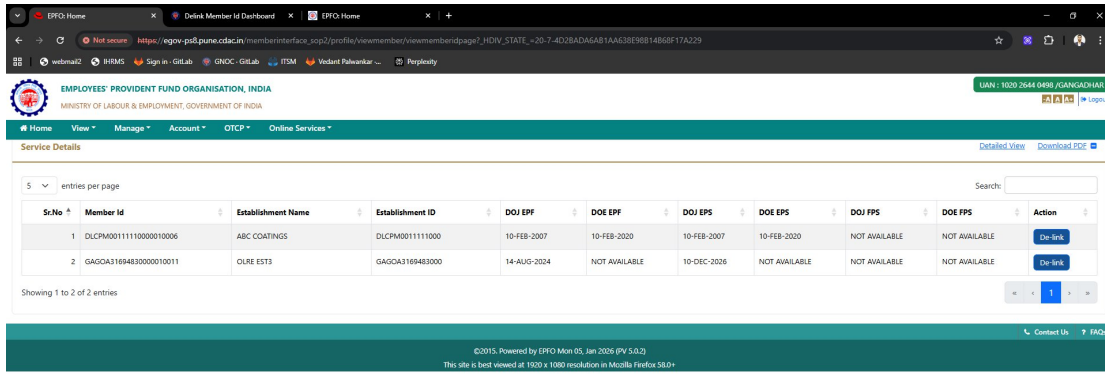 EPFO: Home
Delink Member Id Dashboard
EPFO: Home
Not secure https://egov-ps8.pune.cdac.in/memberinterface_sop2/profile/viewmember/viewmemberidpage?_HDIV_STATE_=20-7-4D2BADA6AB1AA638E98B14B68F17A229
webmail2 IHRMS Sign in · GitLab GNOC · GitLab ITSM Vedant Palwankar -... Perplexity
EMPLOYEES' PROVIDENT FUND ORGANISATION, INDIA
MINISTRY OF LABOUR & EMPLOYMENT, GOVERNMENT OF INDIA
UAN : 1020 2644 0498 /GANGADHAR
-A A A+ Logou
Home View Manage Account OTCP Online Services
Service Details
Detailed View Download PDF
5 entries per page
Search:
Sr.No Member Id Establishment Name Establishment ID DOJ EPF DOE EPF DOJ EPS DOE EPS DOJ FPS DOE FPS Action
1 DLCPM00111110000010006 ABC COATINGS DLCPM0011111000 10-FEB-2007 10-FEB-2020 10-FEB-2007 10-FEB-2020 NOT AVAILABLE NOT AVAILABLE De-link
2 GAGOA31694830000010011 OLRE EST3 GAGOA3169483000 14-AUG-2024 NOT AVAILABLE 10-DEC-2026 NOT AVAILABLE NOT AVAILABLE NOT AVAILABLE De-link
Showing 1 to 2 of 2 entries
« ‹ 1 › »
Contact Us ? FAQs
©2015. Powered by EPFO Mon 05, Jan 2026 (PV 5.0.2)
This site is best viewed at 1920 x 1080 resolution in Mozilla Firefox 58.0+